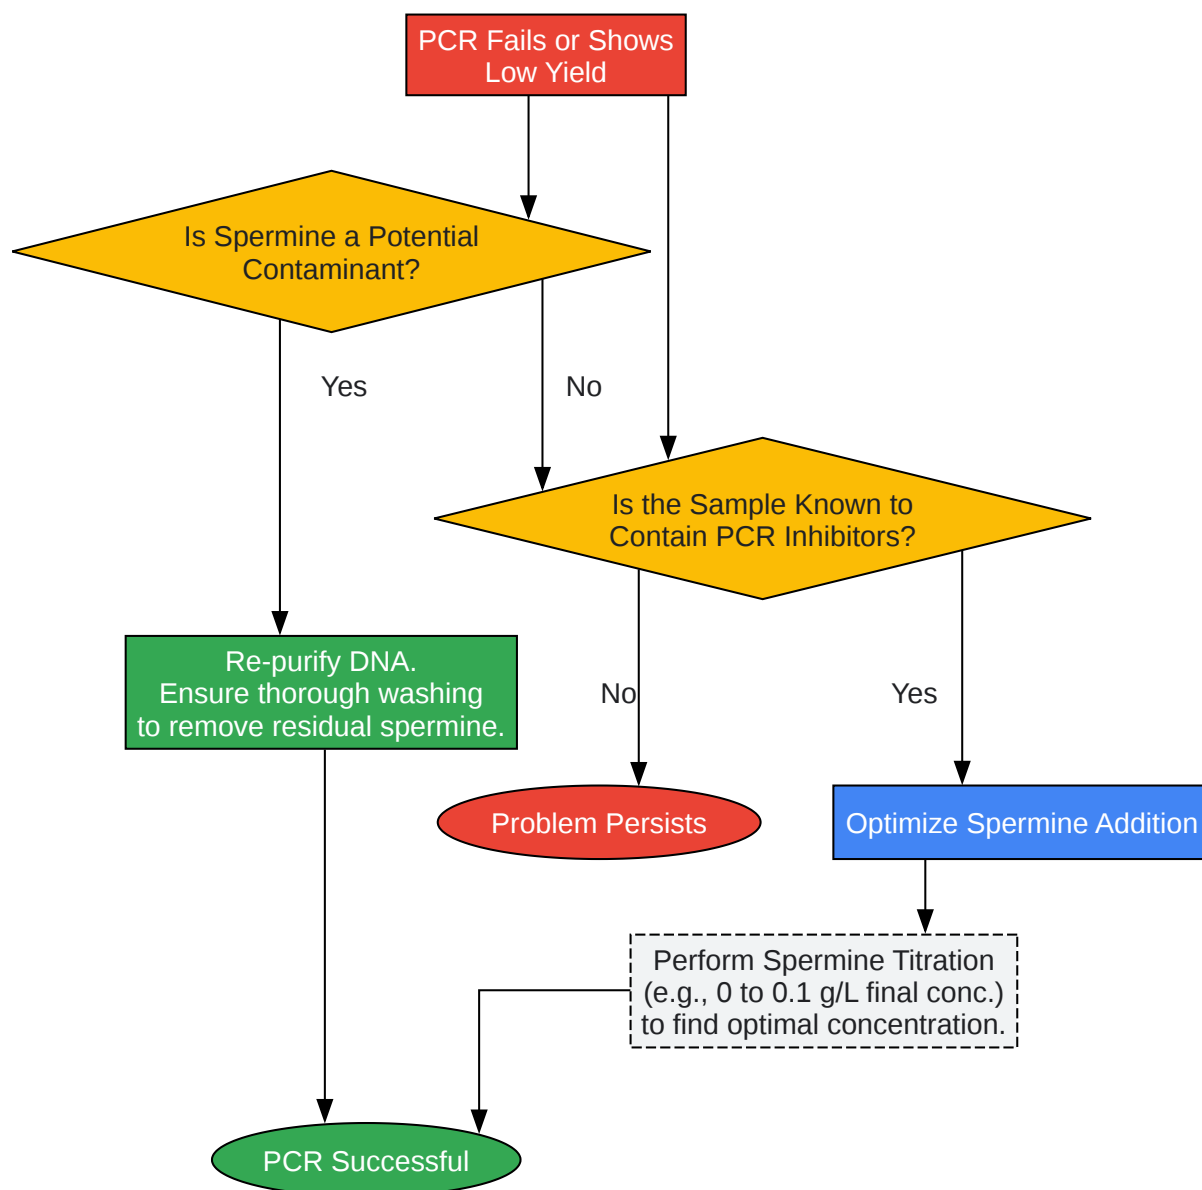 PCR Fails or Shows
Low Yield
Is Spermine a Potential
Contaminant?
Yes
No
Is the Sample Known to
Contain PCR Inhibitors?
Re-purify DNA.
Ensure thorough washing
to remove residual spermine.
No
Yes
Problem Persists
Optimize Spermine Addition
Perform Spermine Titration
(e.g., 0 to 0.1 g/L final conc.)
to find optimal concentration.
PCR Successful